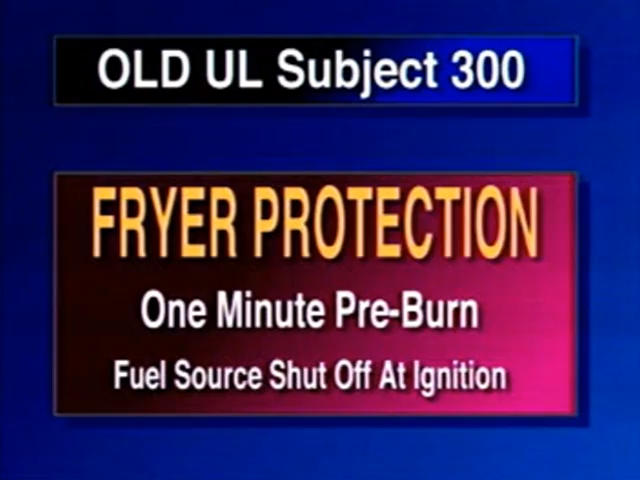 OLD UL Subject 300
FRYER PROTECTION
One Minute Pre-Burn
Fuel Source Shut Off At Ignition